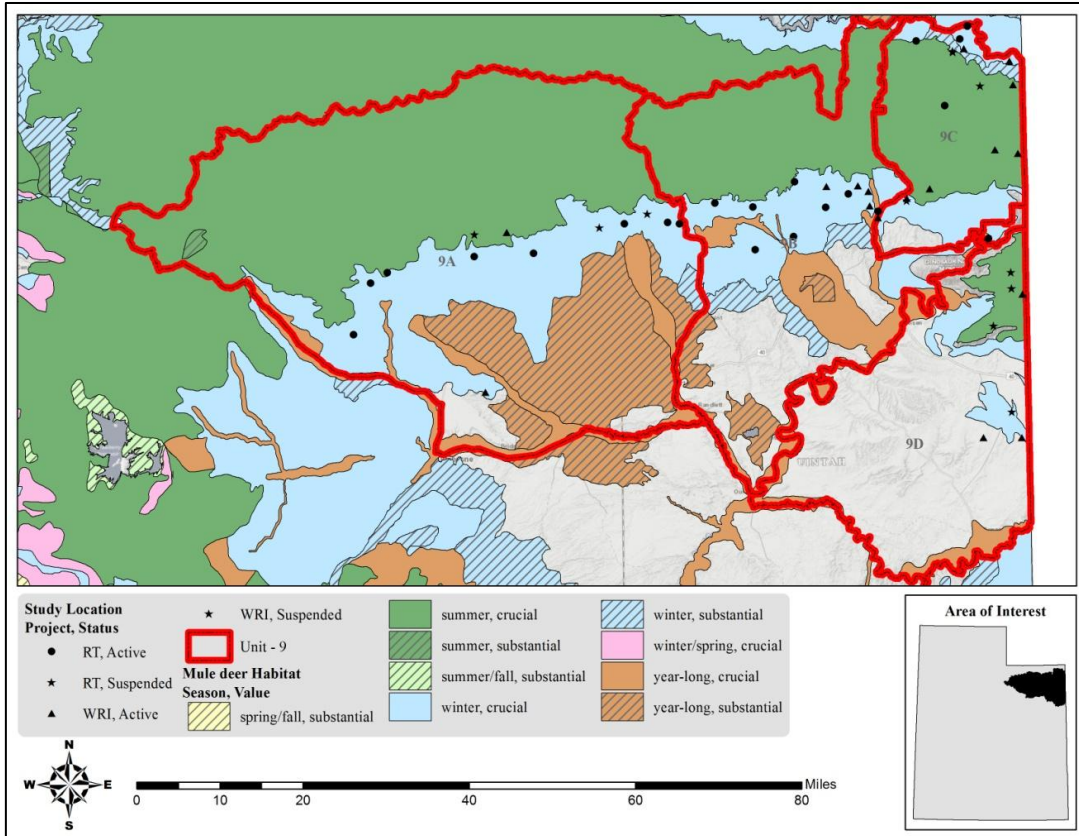 9C
9A
9B
9D
UINTAH
Study Location
Project, Status
RT, Active
RT, Suspended
WRI, Active
WRI, Suspended
Unit - 9
Mule deer Habitat
Season, Value
spring/fall, substantial
summer, crucial
summer, substantial
summer/fall, substantial
winter, crucial
winter, substantial
winter/spring, crucial
year-long, crucial
year-long, substantial
Area of Interest
N
W
E
S
0
10
20
40
60
80
Miles